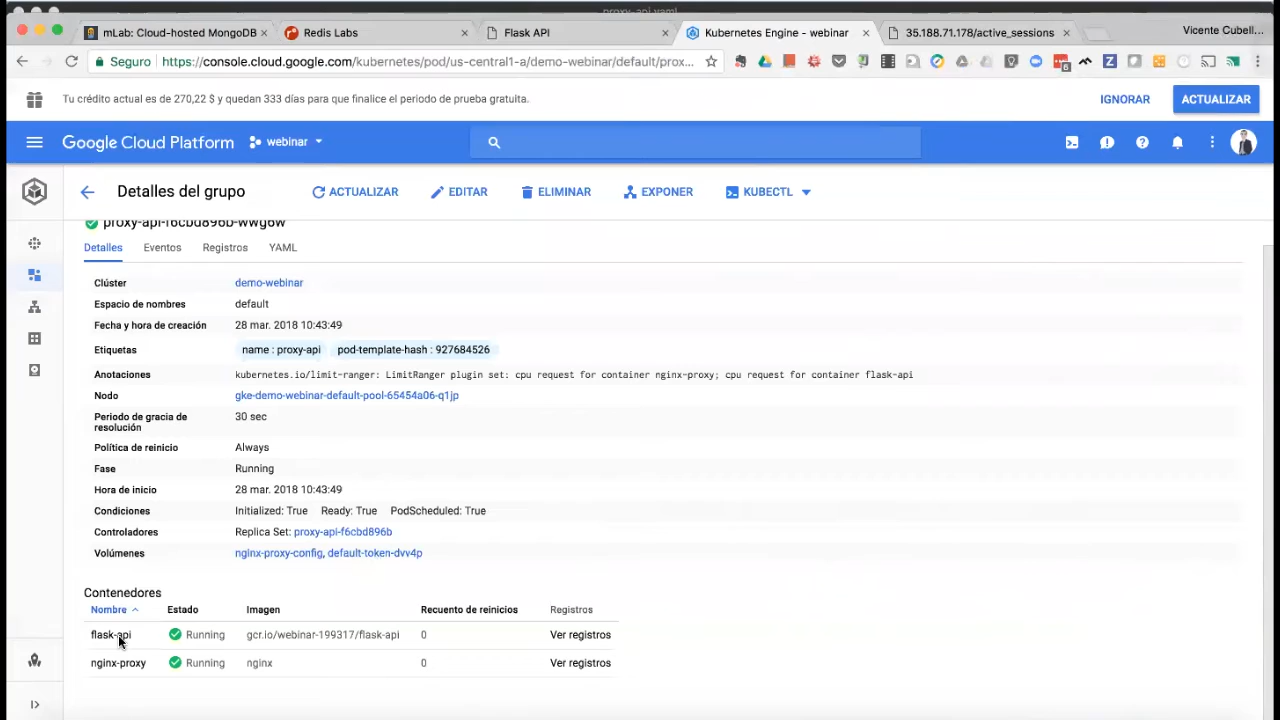 proxy-api.yaml
mLab: Cloud-hosted MongoDB
Redis Labs
Flask API
Kubernetes Engine - webinar
35.188.71.178/active_sessions
Vicente Cubell...
Seguro
https://console.cloud.google.com/kubernetes/pod/us-central1-a/demo-webinar/default/prox...
6
Tu crédito actual es de 270,22 $ y quedan 333 días para que finalice el periodo de prueba gratuita.
IGNORAR
ACTUALIZAR
Google Cloud Platform
webinar
Detalles del grupo
ACTUALIZAR
EDITAR
ELIMINAR
EXPONER
KUBECTL
proxy-api-f6cbd896b-wwg6w
Detalles
Eventos
Registros
YAML
Clúster
demo-webinar
Espacio de nombres
default
Fecha y hora de creación
28 mar. 2018 10:43:49
Etiquetas
name : proxy-api
pod-template-hash : 927684526
Anotaciones
kubernetes.io/limit-ranger: LimitRanger plugin set: cpu request for container nginx-proxy; cpu request for container flask-api
Nodo
gke-demo-webinar-default-pool-65454a06-q1jp
Periodo de gracia de
resolución
30 sec
Política de reinicio
Always
Fase
Running
Hora de inicio
28 mar. 2018 10:43:49
Condiciones
Initialized: True Ready: True PodScheduled: True
Controladores
Replica Set: proxy-api-f6cbd896b
Volúmenes
nginx-proxy-config, default-token-dvv4p
Contenedores
Nombre Estado Imagen Recuento de reinicios Registros
flask-api Running gcr.io/webinar-199317/flask-api 0 Ver registros
nginx-proxy Running nginx 0 Ver registros